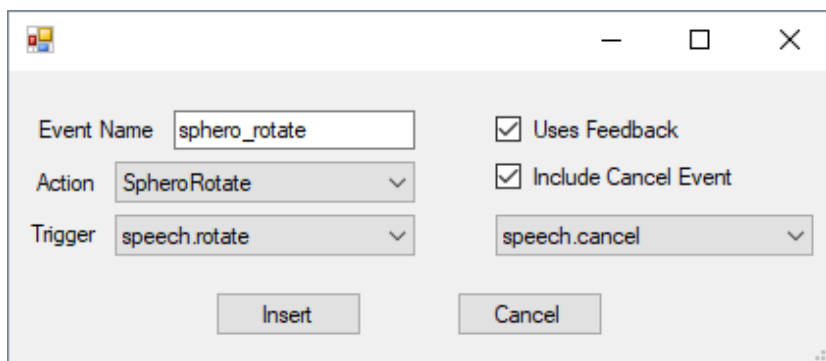 Event Name sphero_rotate
Uses Feedback
Action SpheroRotate
Include Cancel Event
Trigger speech.rotate
speech.cancel
Insert
Cancel